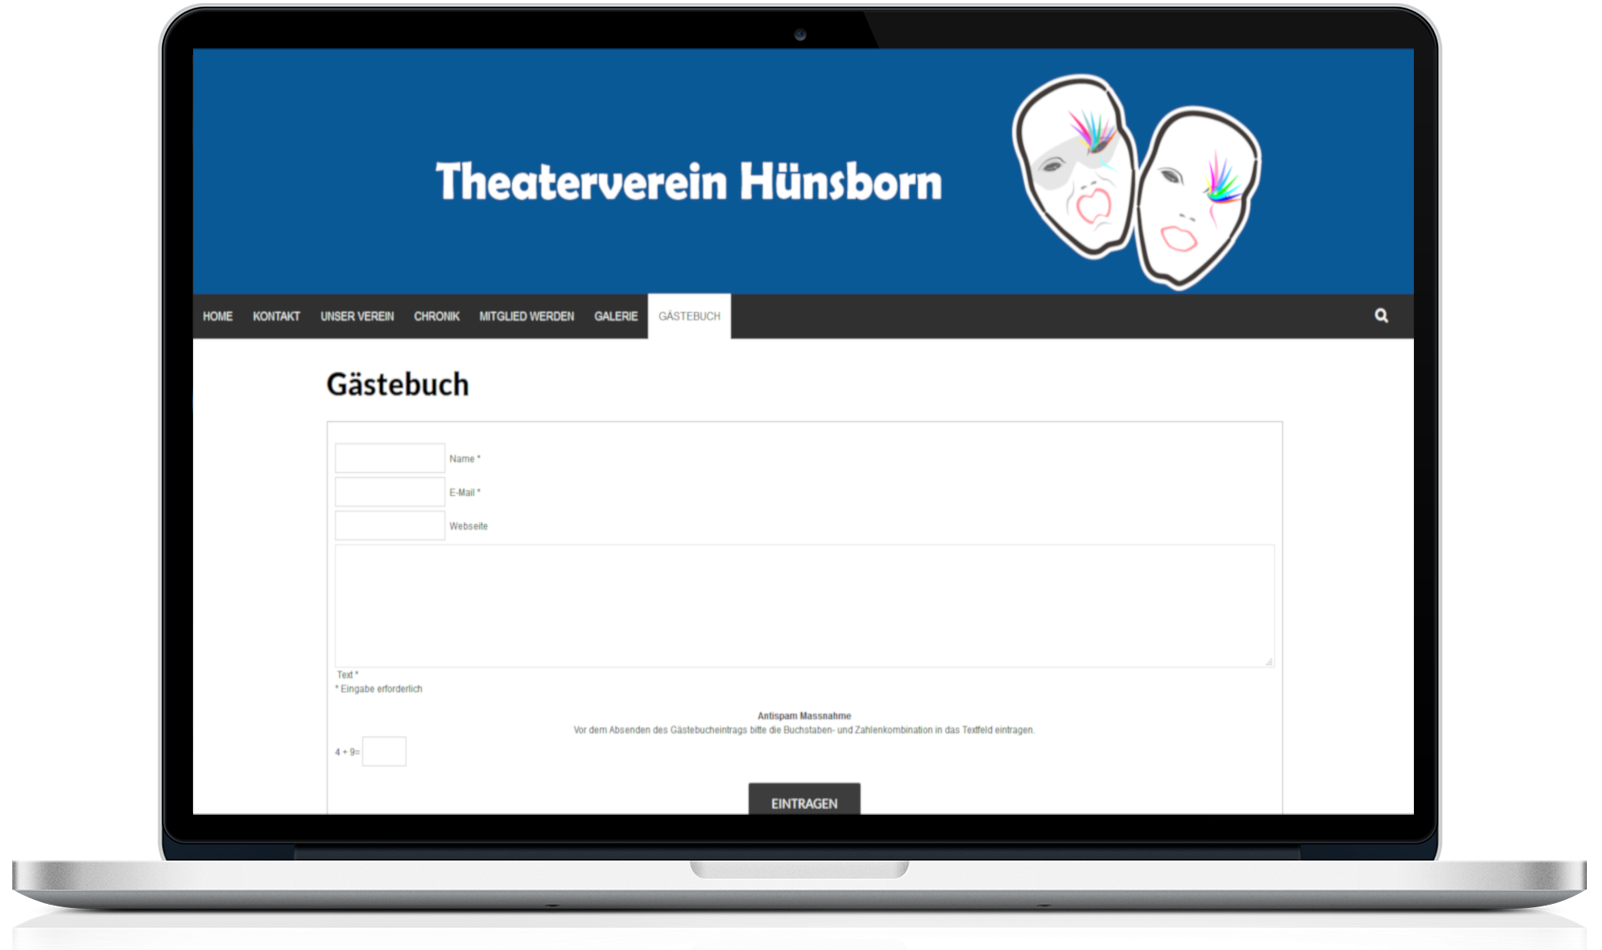 Theaterverein Hünsborn
HOME KONTAKT UNSER VEREIN CHRONIK MITGLIED WERDEN GALERIE GÄSTEBUCH
Gästebuch
Name *
E-Mail *
Webseite
Text *
* Eingabe erforderlich
Antispam Massnahme
Vor dem Absenden des Gästebucheintrags bitte die Buchstaben- und Zahlenkombination in das Textfeld eintragen.
4 + 9=
EINTRAGEN